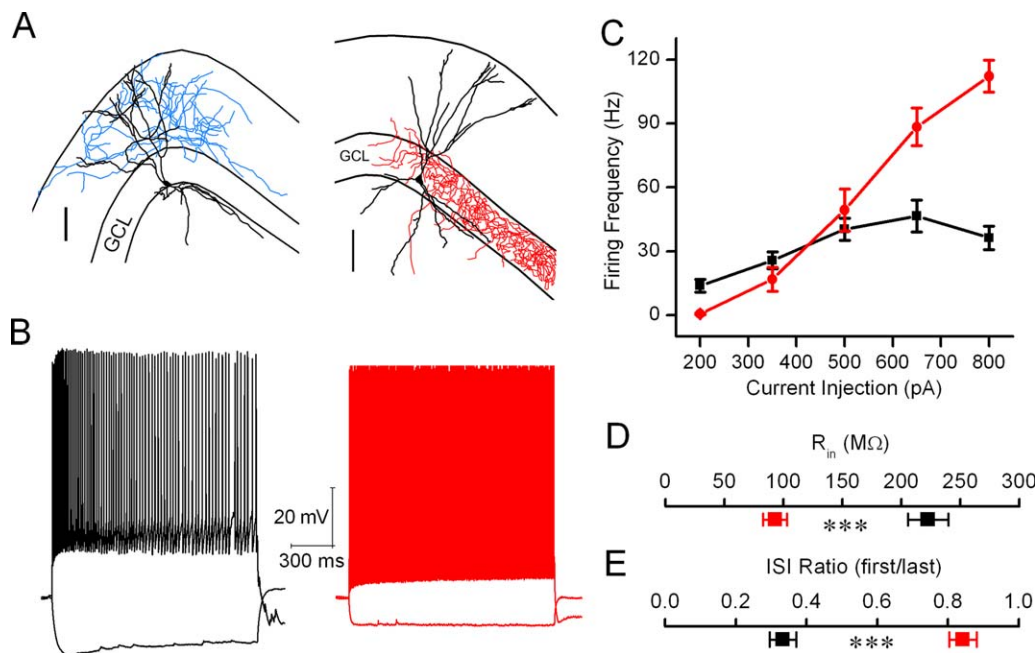 A
GCL
GCL
B
20 mV
300 ms
C
Firing Frequency (Hz)
120
90
60
30
0
200 300 400 500 600 700 800
Current Injection (pA)
D
Rin (MΩ)
0 50 100 150 200 250 300
***
E
ISI Ratio (first/last)
0.0 0.2 0.4 0.6 0.8 1.0
***